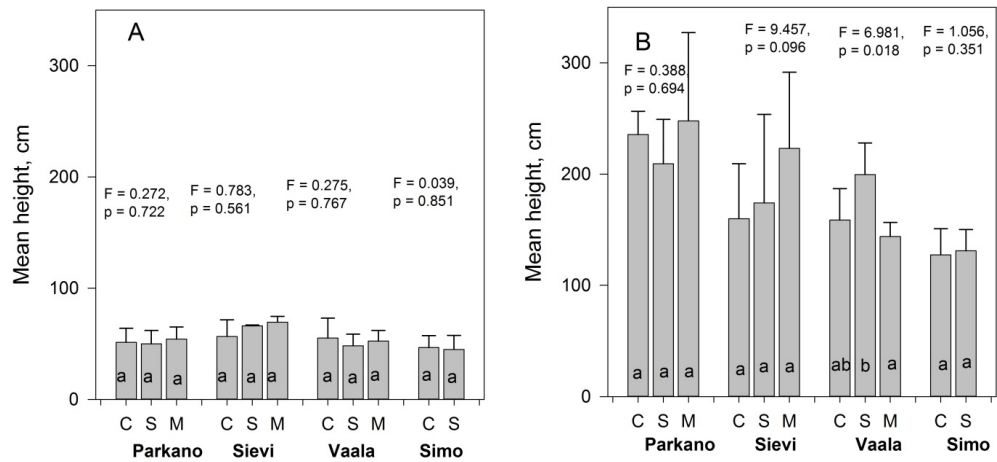 A
Mean height, cm
300
200
100
0
F = 0.272,
p = 0.722
F = 0.783,
p = 0.561
F = 0.275,
p = 0.767
F = 0.039,
p = 0.851
a a a a a a a a a a a
C S M C S M C S M C S
Parkano Sievi Vaala Simo
B
Mean height, cm
300
200
100
0
F = 0.388,
p = 0.694
F = 9.457,
p = 0.096
F = 6.981,
p = 0.018
F = 1.056,
p = 0.351
a a a a a a ab b a a a
C S M C S M C S M C S
Parkano Sievi Vaala Simo